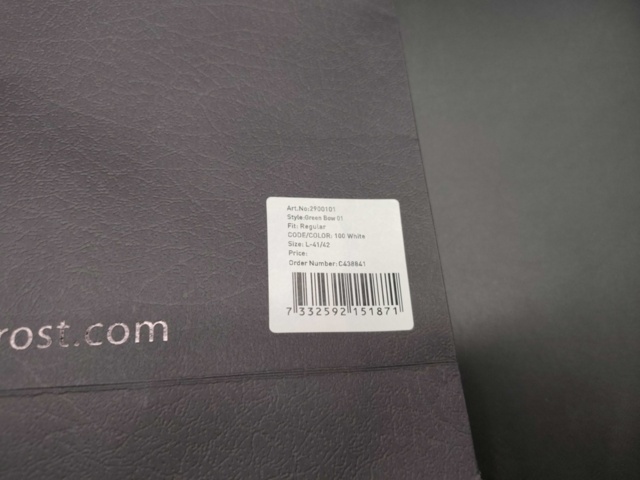 Art.No:2900101
Style:Green Bow 01
Fit: Regular
CODE/COLOR: 100 White
Size: L-41/42
Price:
Order Number:C438841
7 332592 151871
rost.com